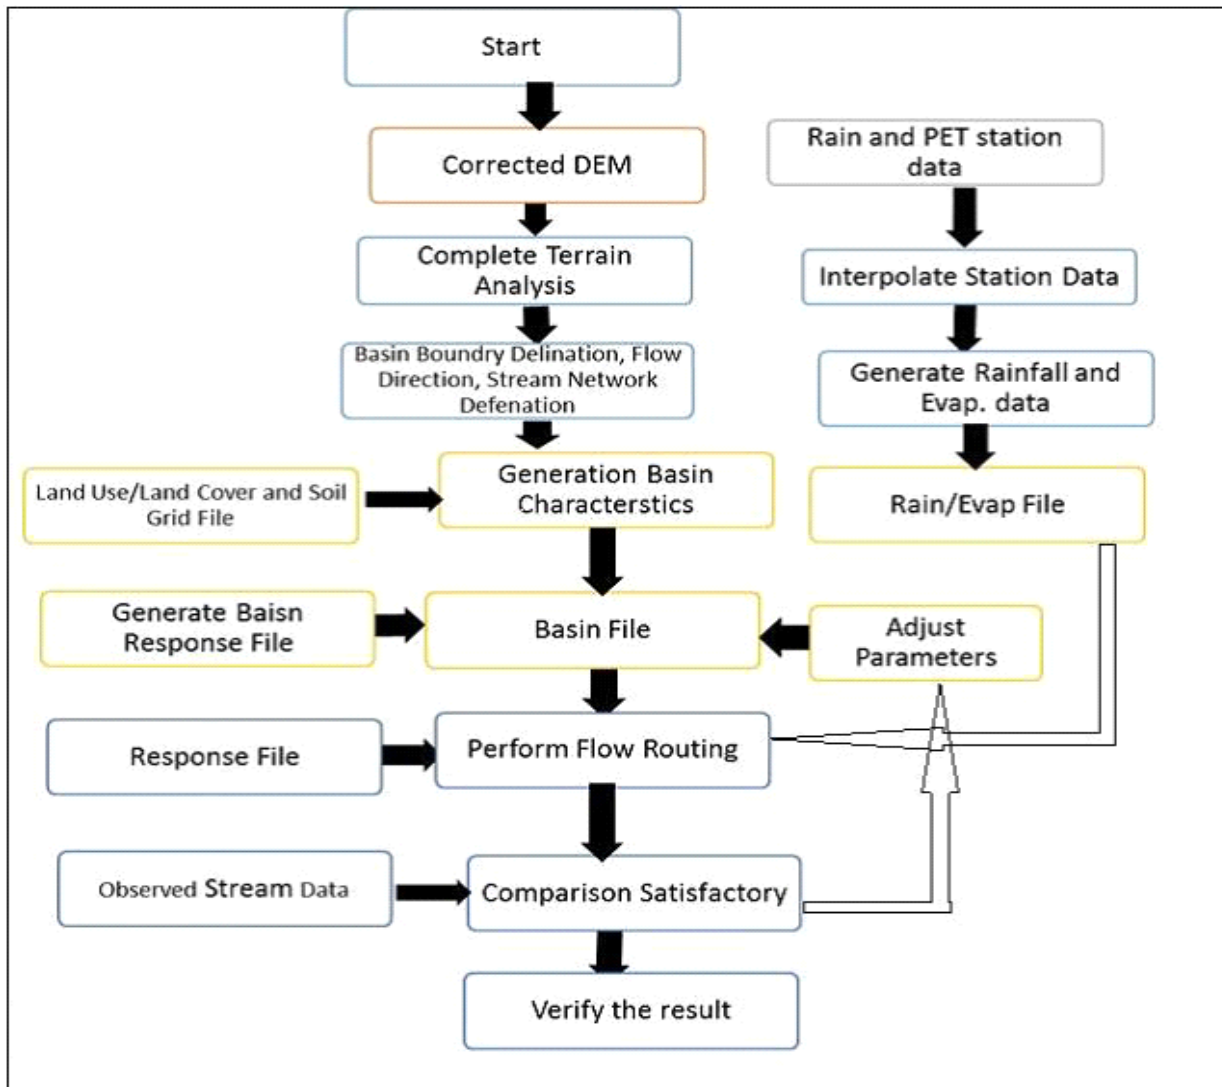 Start
Corrected DEM
Rain and PET station
data
Complete Terrain
Analysis
Interpolate Station Data
Basin Boundry Delination, Flow
Direction, Stream Network
Defenation
Generate Rainfall and
Evap. data
Land Use/Land Cover and Soil
Grid File
Generation Basin
Characterstics
Rain/Evap File
Generate Baisn
Response File
Basin File
Adjust
Parameters
Response File
Perform Flow Routing
Observed Stream Data
Comparison Satisfactory
Verify the result